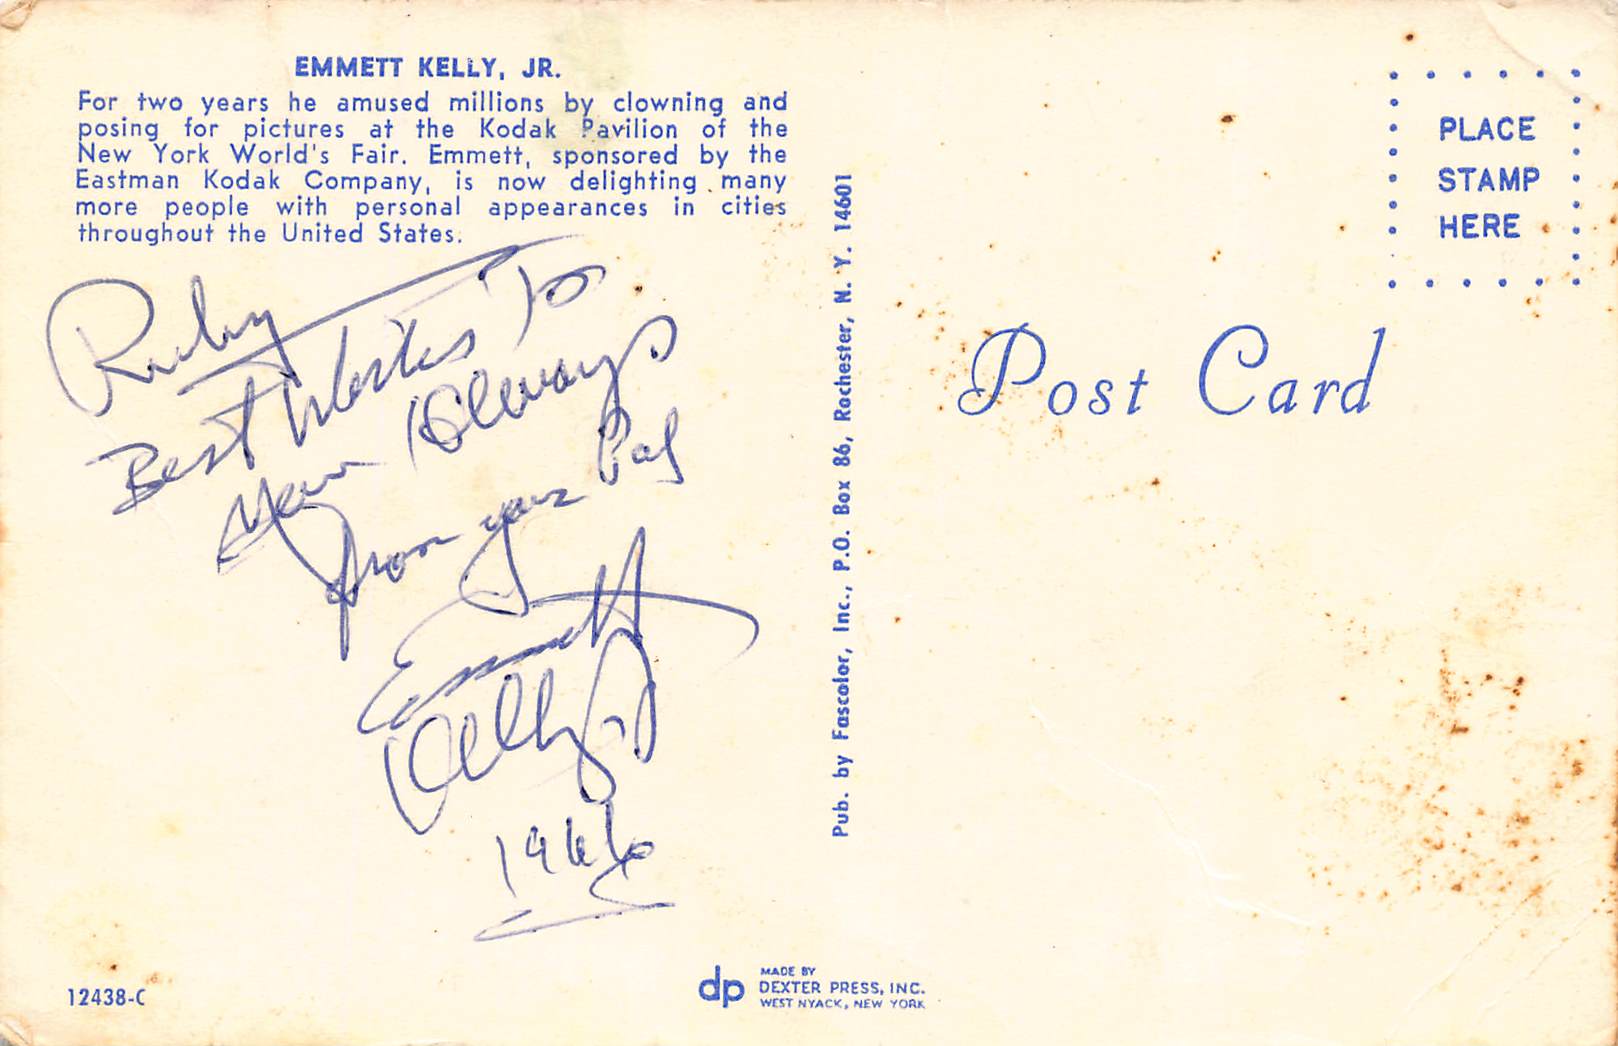 EMMETT KELLY, JR.
For two years he amused millions by clowning and
posing for pictures at the Kodak Pavilion of the
New York World's Fair. Emmett, sponsored by the
Eastman Kodak Company, is now delighting many
more people with personal appearances in cities
throughout the United States.
Ruby
Best Wishes To
You Always
from your Pal
Emmett
Kelly Jr
1966
12438-C
Pub. by Fascolor, Inc., P.O. Box 86, Rochester, N. Y. 14601
dp
MADE BY
DEXTER PRESS, INC.
WEST NYACK, NEW YORK
PLACE
STAMP
HERE
Post Card